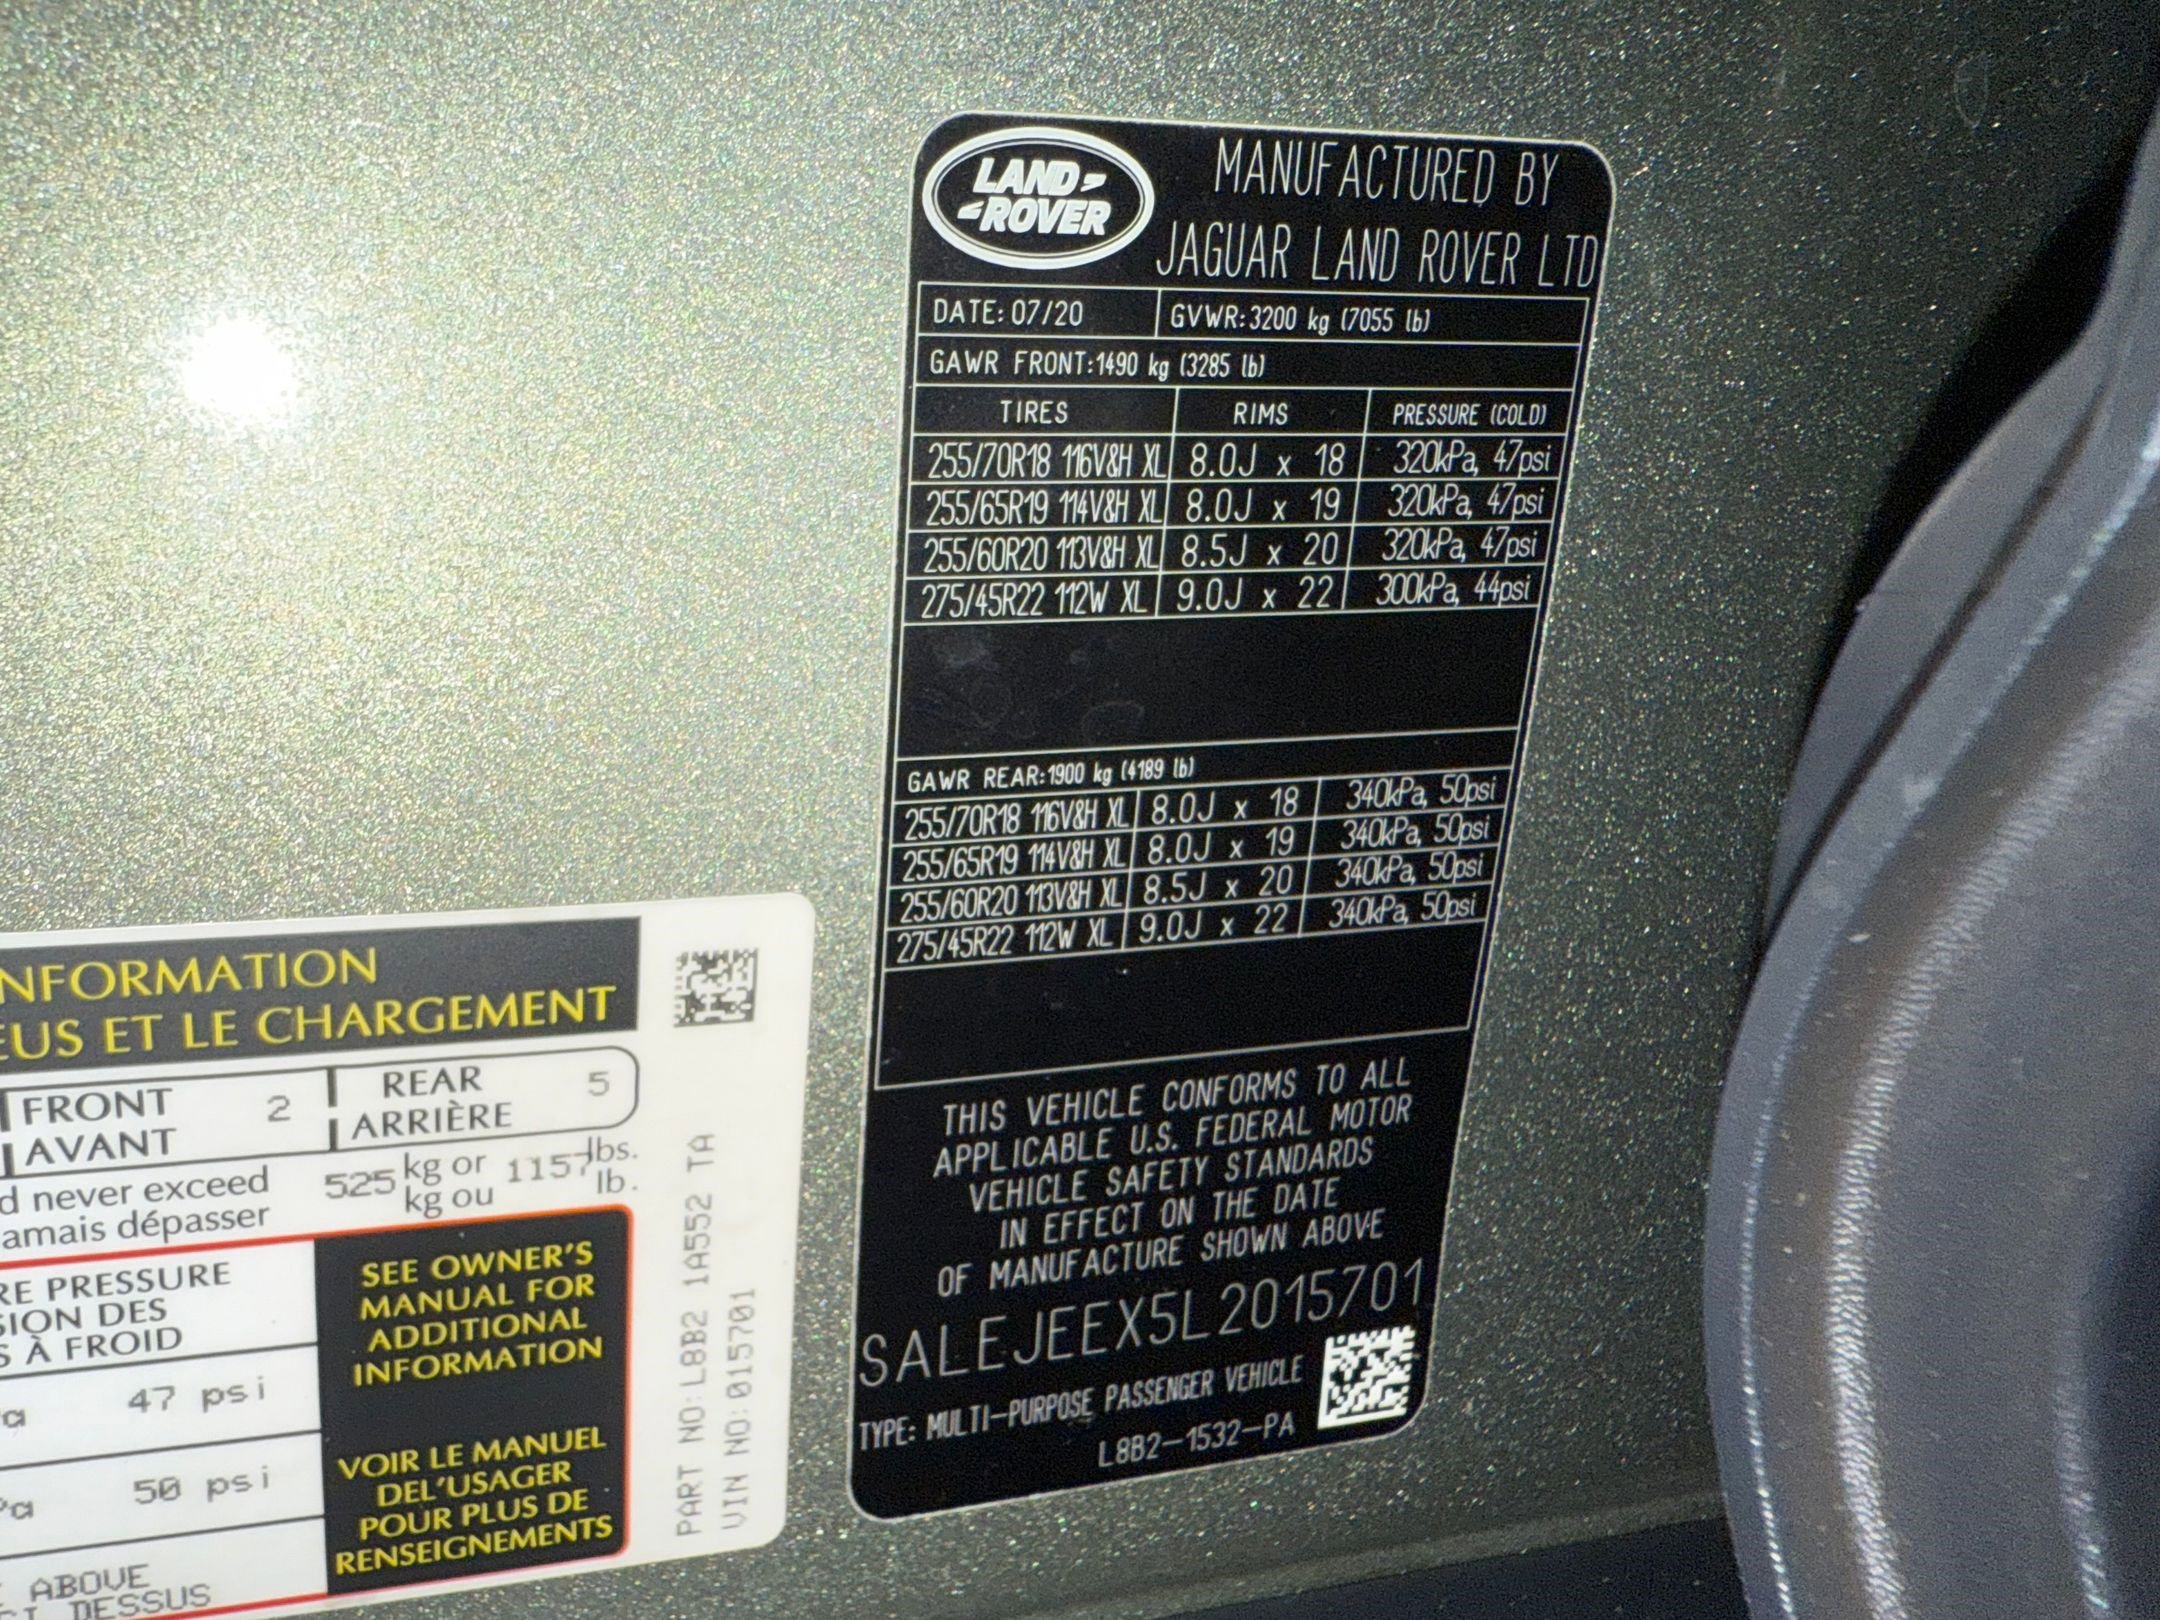 LAND-
ROVER
MANUFACTURED BY
JAGUAR LAND ROVER LTD
DATE: 07/20 GVWR:3200 kg (7055 lb)
GAWR FRONT:1490 kg (3285 lb)
TIRES RIMS PRESSURE (COLD)
255/70R18 116V&H XL 8.0J x 18 320kPa, 47psi
255/65R19 114V&H XL 8.0J x 19 320kPa, 47psi
255/60R20 113V&H XL 8.5J x 20 320kPa, 47psi
275/45R22 112W XL 9.0J x 22 300kPa, 44psi
GAWR REAR:1900 kg (4189 lb)
255/70R18 116V&H XL 8.0J x 18 340kPa, 50psi
255/65R19 114V&H XL 8.0J x 19 340kPa, 50psi
255/60R20 113V&H XL 8.5J x 20 340kPa, 50psi
275/45R22 112W XL 9.0J x 22 340kPa, 50psi
THIS VEHICLE CONFORMS TO ALL
APPLICABLE U.S. FEDERAL MOTOR
VEHICLE SAFETY STANDARDS
IN EFFECT ON THE DATE
OF MANUFACTURE SHOWN ABOVE
SALEJEEX5L2015701
TYPE: MULTI-PURPOSE PASSENGER VEHICLE
L8B2-1532-PA
NFORMATION
EUS ET LE CHARGEMENT
FRONT 2 REAR 5
AVANT ARRIÈRE
d never exceed 525 kg or 1157 lbs.
amais dépasser kg ou lb.
RE PRESSURE
SION DES
S À FROID
a 47 psi
Pa 50 psi
ABOVE
DESSUS
SEE OWNER'S
MANUAL FOR
ADDITIONAL
INFORMATION
VOIR LE MANUEL
DEL'USAGER
POUR PLUS DE
RENSEIGNEMENTS
PART NO:L8B2 1A552 TA
VIN NO:015701